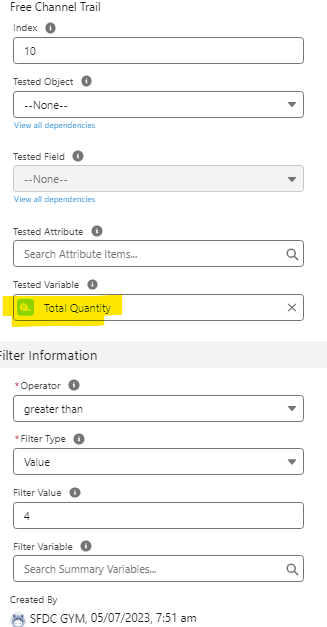 Free Channel Trail
Index
10
Tested Object
--None--
View all dependencies
Tested Field
--None--
View all dependencies
Tested Attribute
Search Attribute Items...
Tested Variable
Total Quantity
Filter Information
*Operator
greater than
*Filter Type
Value
Filter Value
4
Filter Variable
Search Summary Variables...
Created By
SFDC GYM, 05/07/2023, 7:51 am